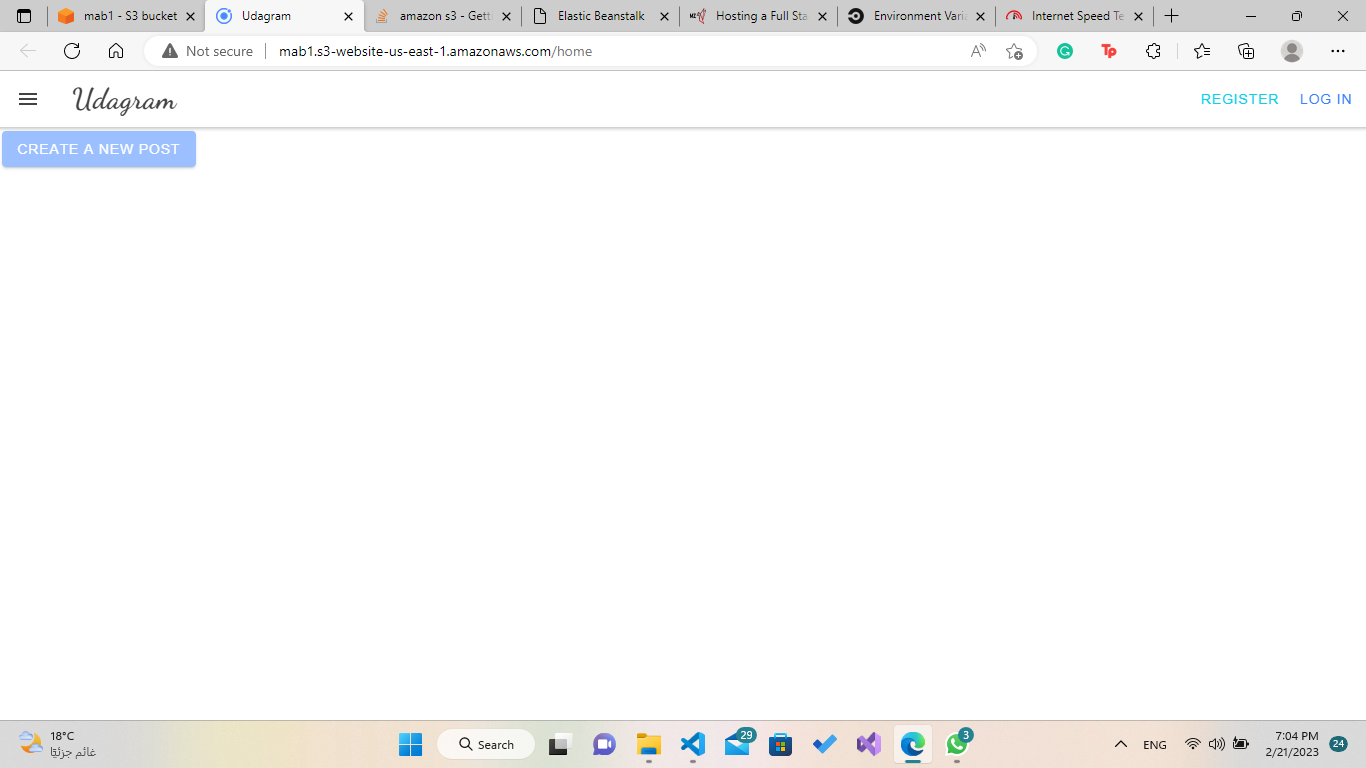 mab1 - S3 bucket
Udagram
amazon s3 - Gett
Elastic Beanstalk
Hosting a Full Sta
Environment Varia
Internet Speed Te
Not secure
mab1.s3-website-us-east-1.amazonaws.com/home
Udagram
REGISTER
LOG IN
CREATE A NEW POST
18°C
غائم جزئيًا
Search
29
3
ENG
7:04 PM
2/21/2023
24